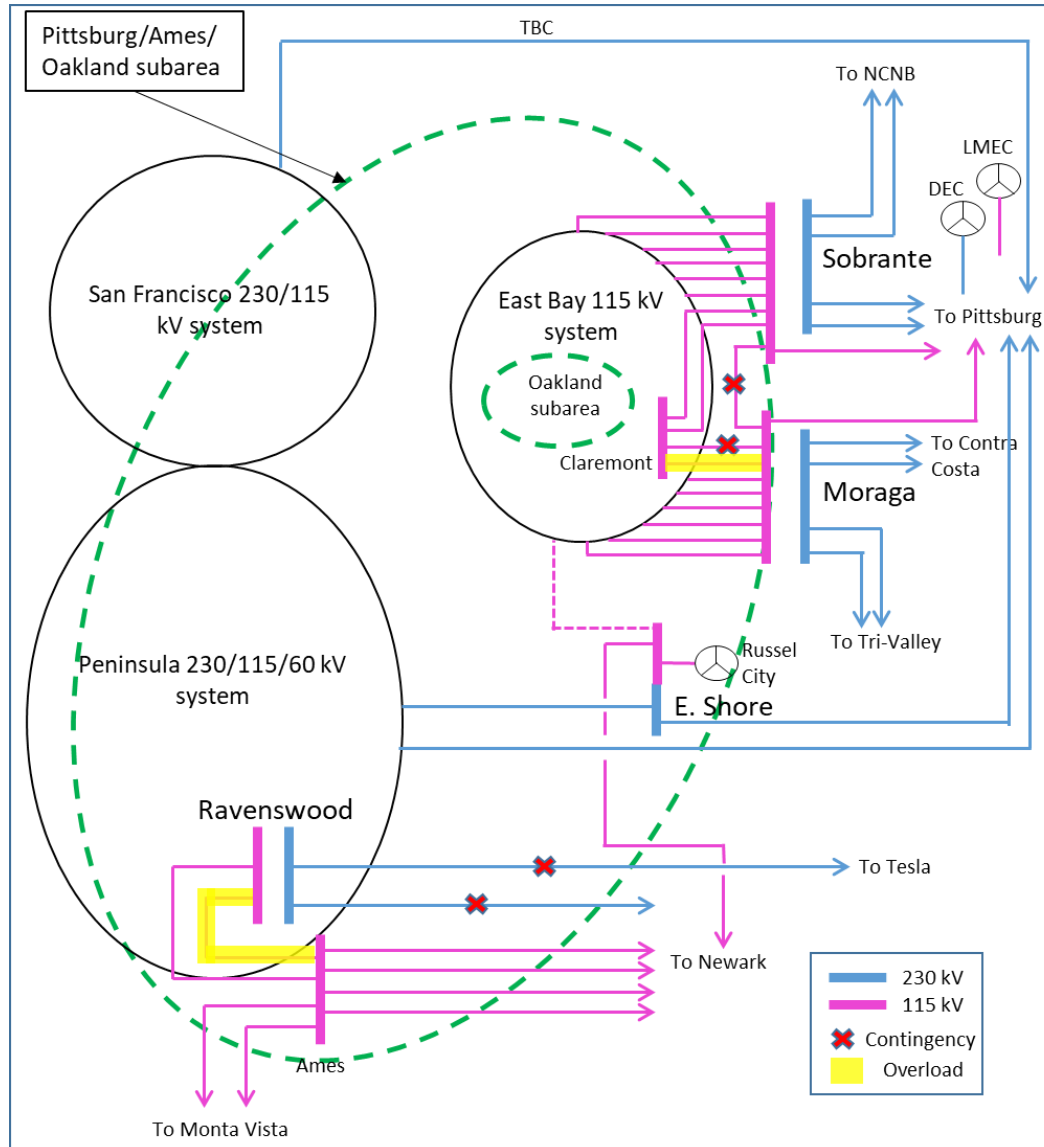 Pittsburg/Ames/
Oakland subarea
TBC
To NCNB
LMEC
DEC
Sobrante
San Francisco 230/115
kV system
East Bay 115 kV
system
To Pittsburg
Oakland
subarea
Claremont
To Contra
Costa
Moraga
To Tri-Valley
Russel
City
Peninsula 230/115/60 kV
system
E. Shore
Ravenswood
To Tesla
To Newark
Ames
To Monta Vista
230 kV
115 kV
Contingency
Overload